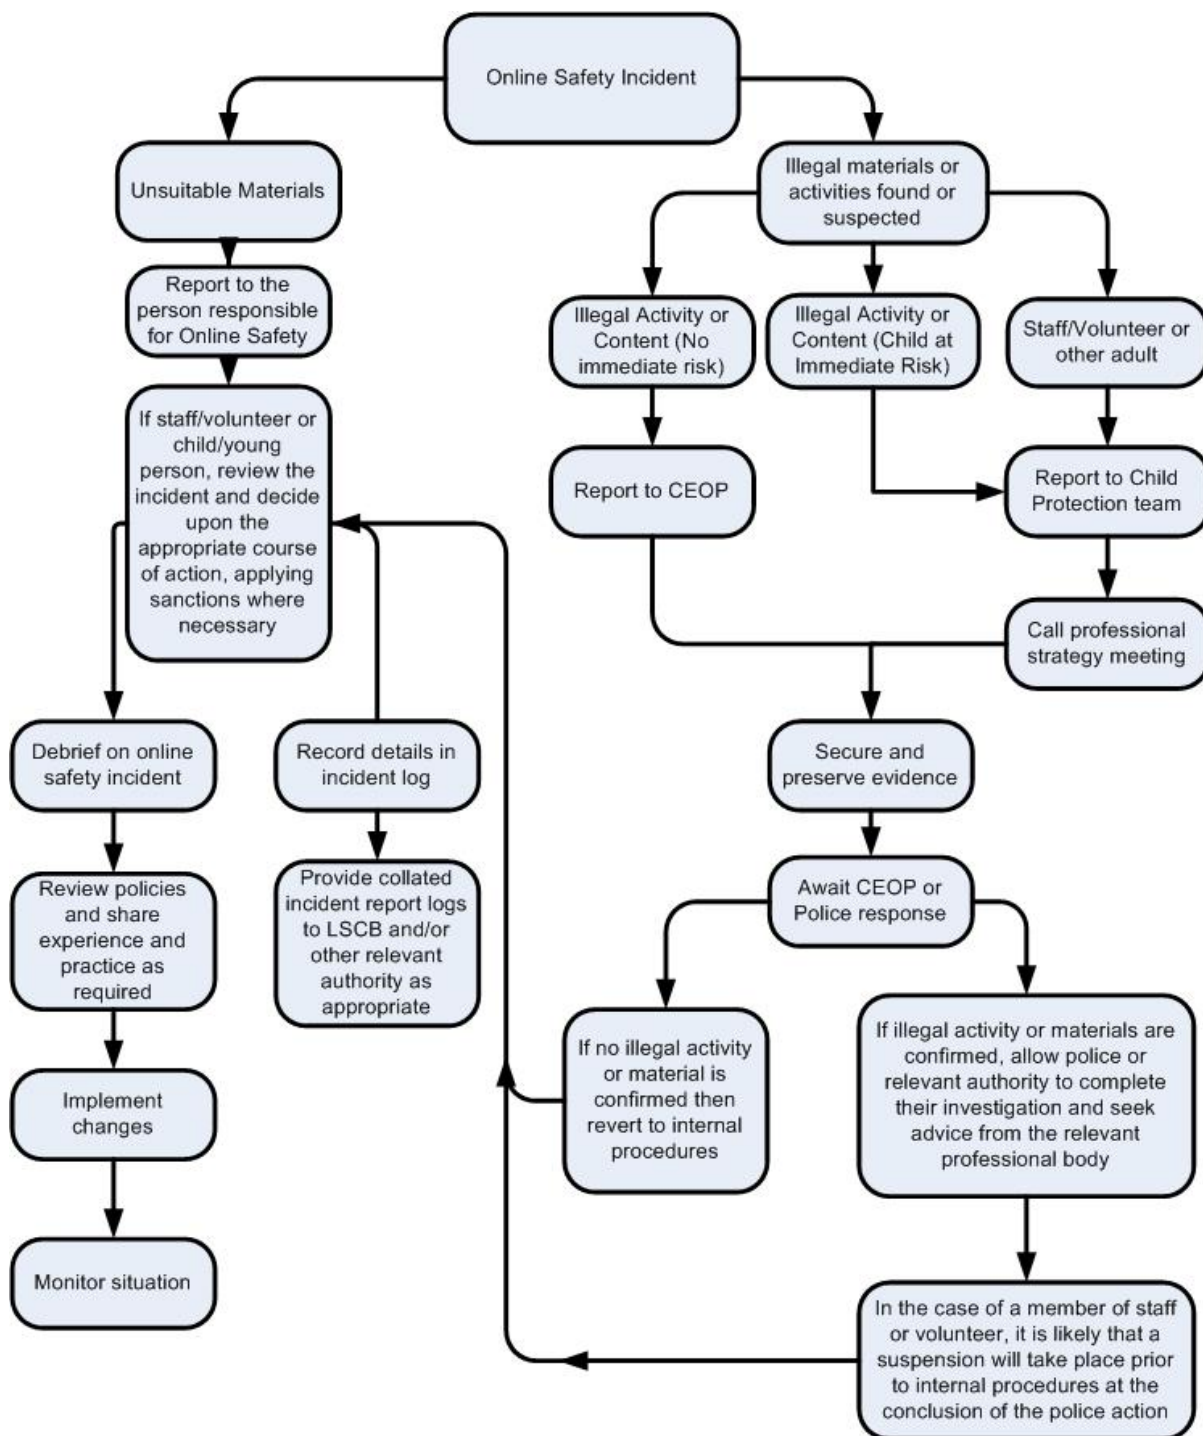 Online Safety Incident
Unsuitable Materials
Illegal materials or
activities found or
suspected
Report to the
person responsible
for Online Safety
Illegal Activity or
Content (No
immediate risk)
Illegal Activity or
Content (Child at
Immediate Risk)
Staff/Volunteer or
other adult
If staff/volunteer or
child/young
person, review the
incident and decide
upon the
appropriate course
of action, applying
sanctions where
necessary
Report to CEOP
Report to Child
Protection team
Call professional
strategy meeting
Debrief on online
safety incident
Record details in
incident log
Secure and
preserve evidence
Review policies
and share
experience and
practice as
required
Provide collated
incident report logs
to LSCB and/or
other relevant
authority as
appropriate
Await CEOP or
Police response
If no illegal activity
or material is
confirmed then
revert to internal
procedures
If illegal activity or materials are
confirmed, allow police or
relevant authority to complete
their investigation and seek
advice from the relevant
professional body
Implement
changes
Monitor situation
In the case of a member of staff
or volunteer, it is likely that a
suspension will take place prior
to internal procedures at the
conclusion of the police action